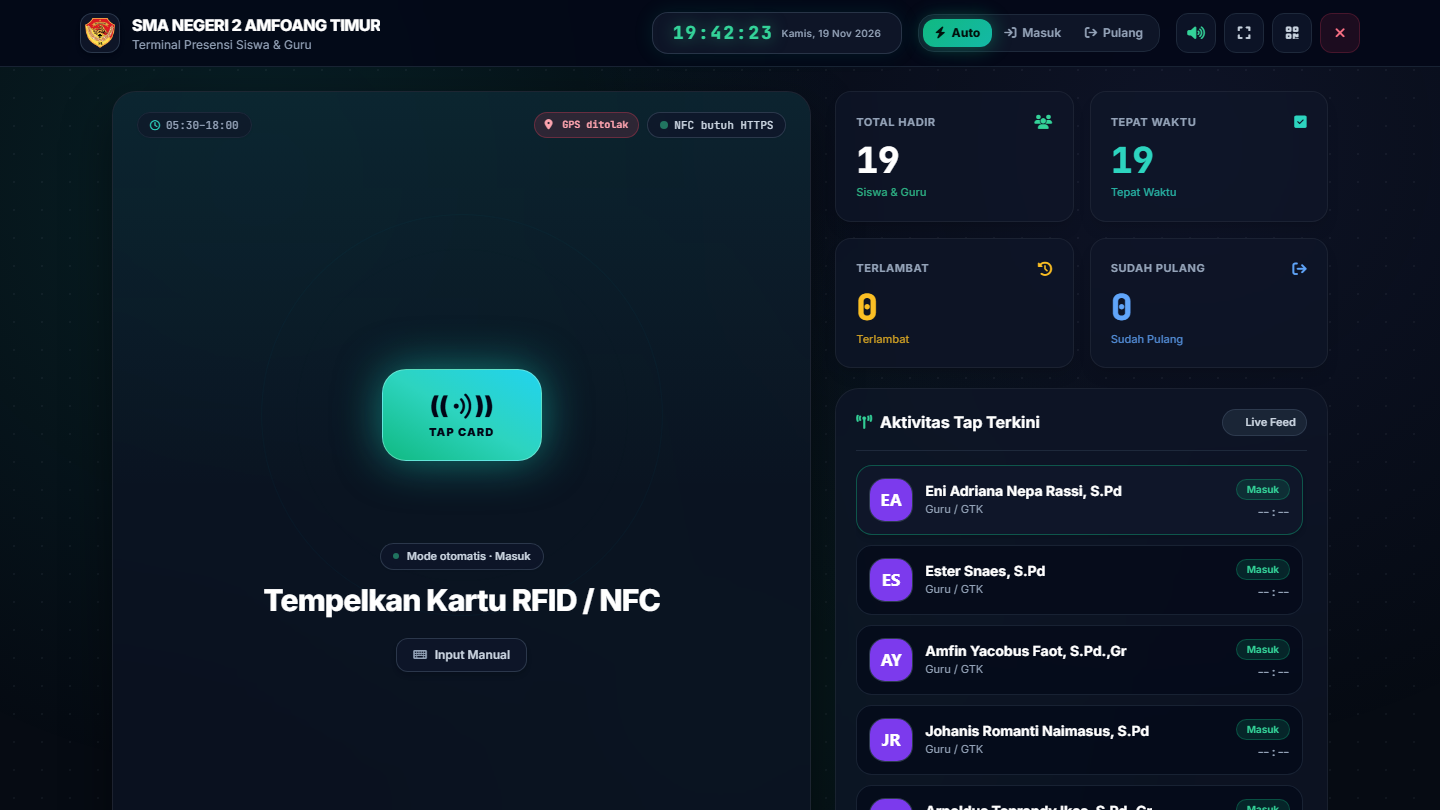 SMA NEGERI 2 AMFOANG TIMUR
Terminal Presensi Siswa & Guru
19:42:23 Kamis, 19 Nov 2026
Auto Masuk Pulang
05:30–18:00
GPS ditolak
NFC butuh HTTPS
TAP CARD
Mode otomatis · Masuk
Tempelkan Kartu RFID / NFC
Input Manual
TOTAL HADIR
19
Siswa & Guru
TEPAT WAKTU
19
Tepat Waktu
TERLAMBAT
0
Terlambat
SUDAH PULANG
0
Sudah Pulang
Aktivitas Tap Terkini
Live Feed
EA
Eni Adriana Nepa Rassi, S.Pd
Guru / GTK
Masuk
--:--
ES
Ester Snaes, S.Pd
Guru / GTK
Masuk
--:--
AY
Amfin Yacobus Faot, S.Pd.,Gr
Guru / GTK
Masuk
--:--
JR
Johanis Romanti Naimasus, S.Pd
Guru / GTK
Masuk
--:--
Masuk